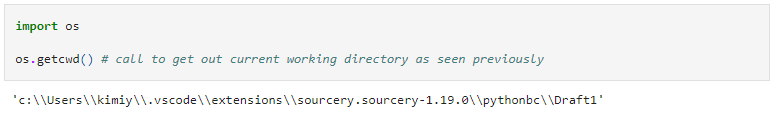 import os
os.getcwd() # call to get out current working directory as seen previously
'c:\\Users\\kimiy\\.vscode\\extensions\\sourcery.sourcery-1.19.0\\pythonbc\\Draft1'